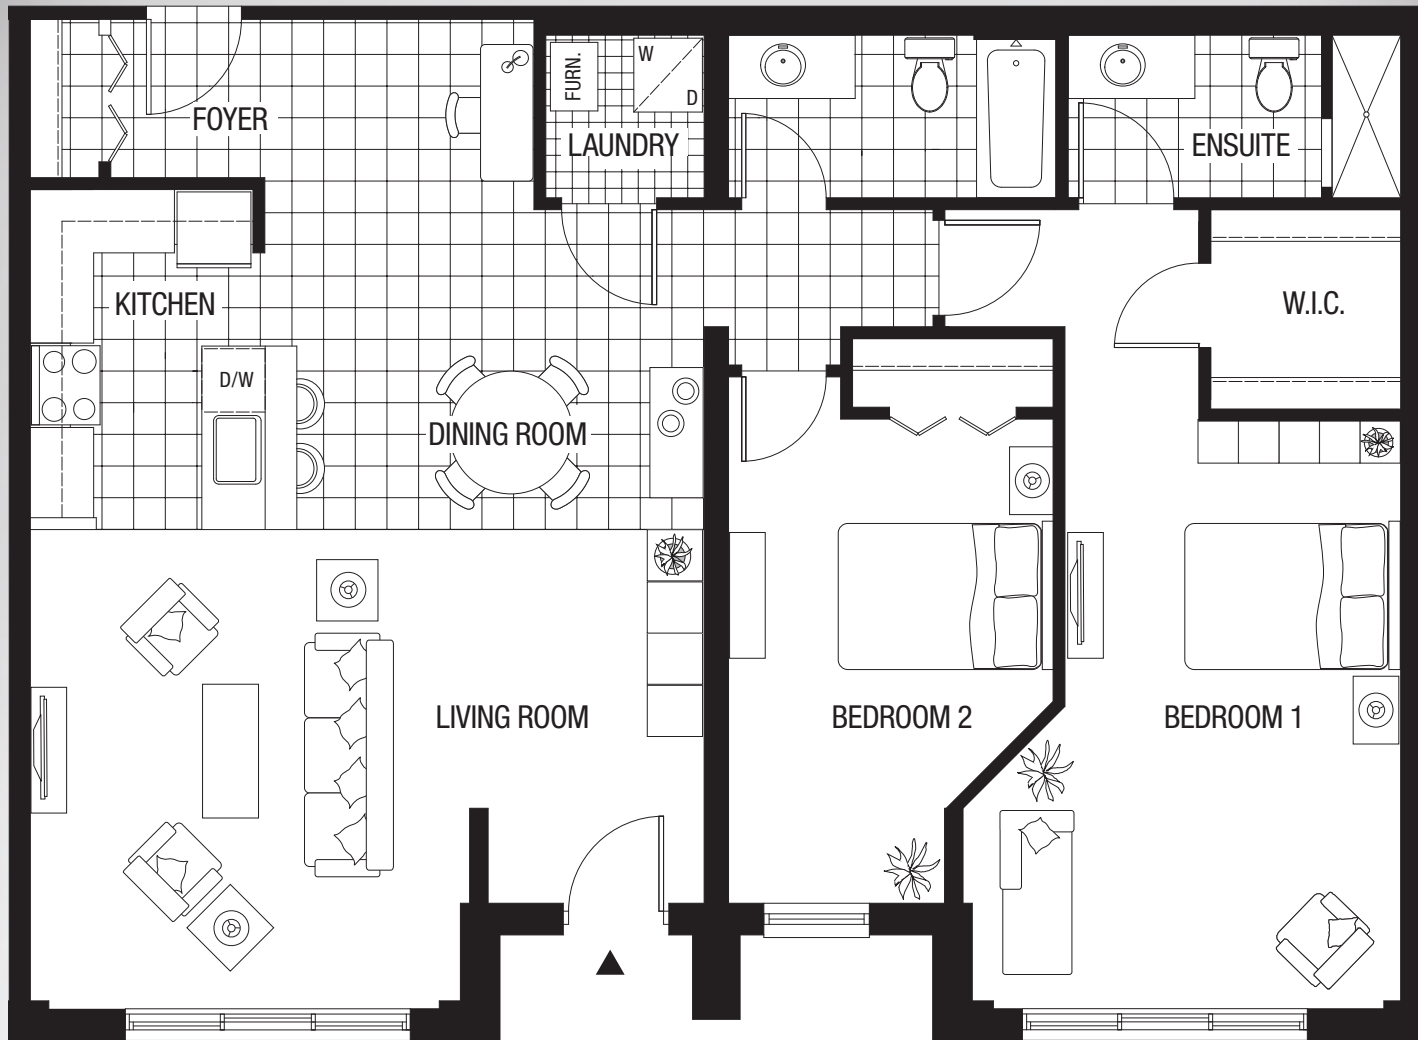 FURN.
W
D
FOYER
LAUNDRY
ENSUITE
KITCHEN
W.I.C.
D/W
DINING ROOM
LIVING ROOM
BEDROOM 2
BEDROOM 1